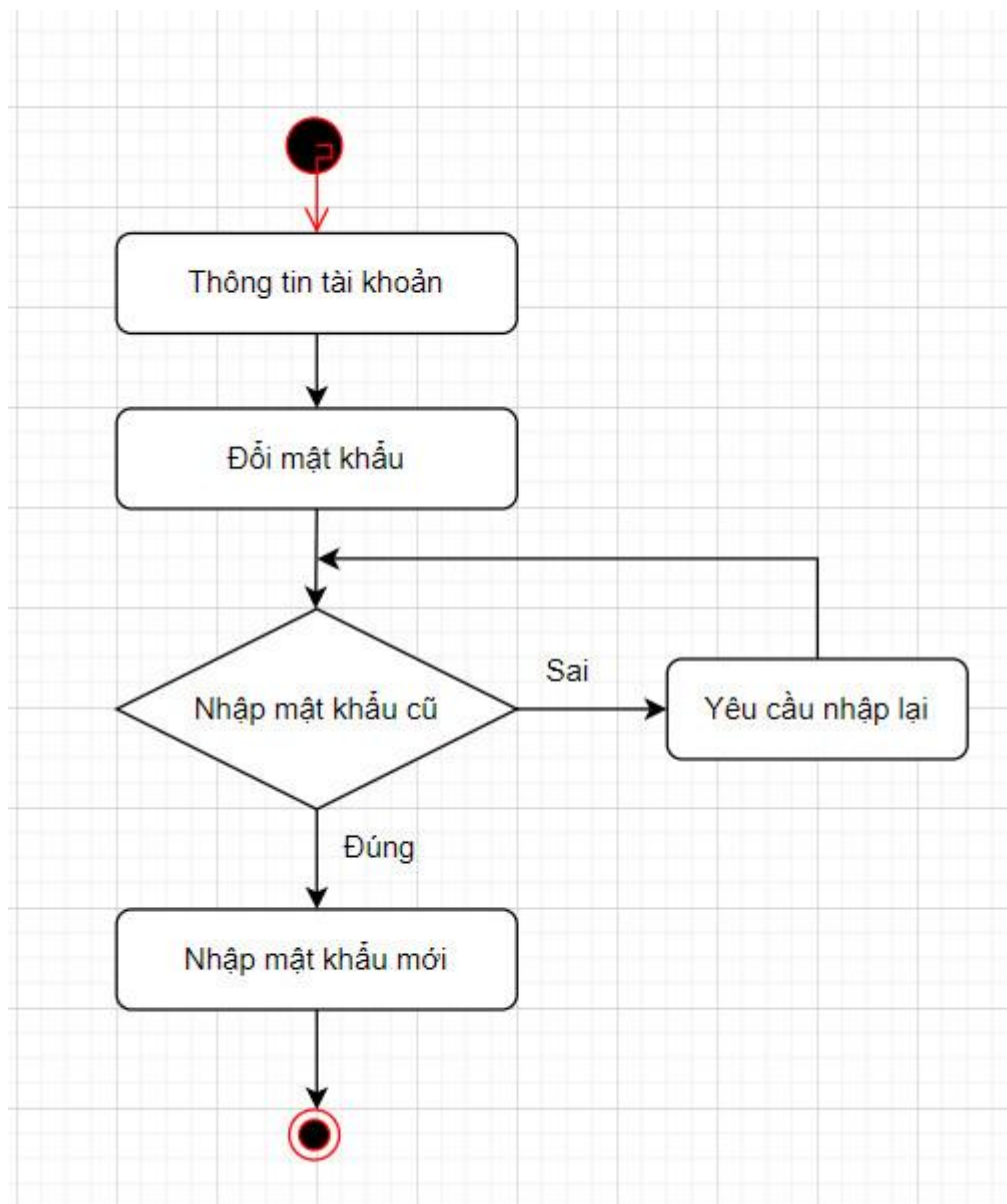 Thông tin tài khoản
Đổi mật khẩu
Sai
Nhập mật khẩu cũ
Yêu cầu nhập lại
Đúng
Nhập mật khẩu mới